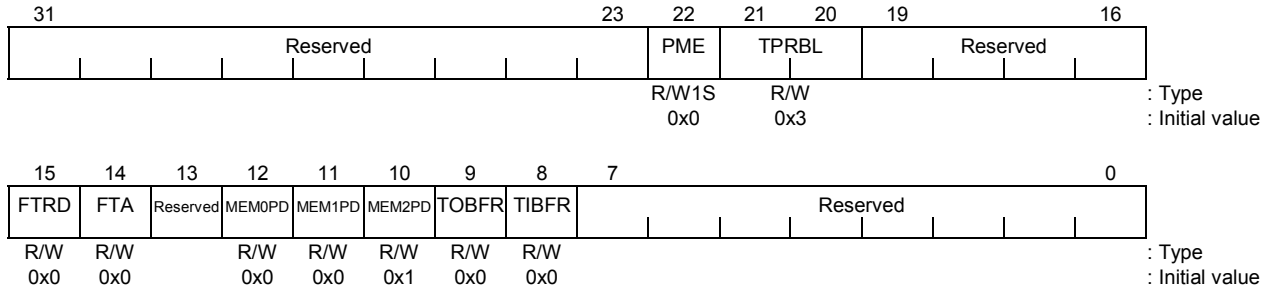 31 23 22 21 20 19 16
Reserved PME TPRBL Reserved
R/W1S R/W : Type
0x0 0x3 : Initial value
15 14 13 12 11 10 9 8 7 0
FTRD FTA Reserved MEM0PD MEM1PD MEM2PD TOBFR TIBFR Reserved
R/W R/W R/W R/W R/W R/W R/W : Type
0x0 0x0 0x0 0x0 0x1 0x0 0x0 : Initial value